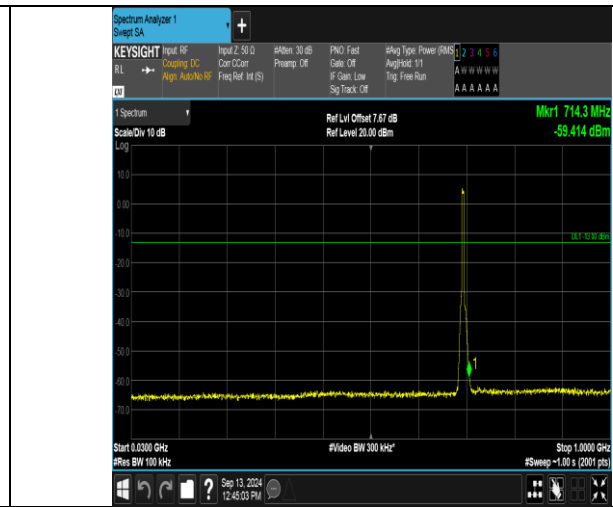 Spectrum Analyzer 1
Swept SA
+
KEYSIGHT Input: RF Input Z: 50 Ω #Atten: 30 dB PNO: Fast #Avg Type: Power (RMS 1 2 3 4 5 6
RL Coupling: DC Corr CCorr Preamp: Off Gate: Off Avg|Hold: 1/1 A W W W W W
Align: Auto/No RF Freq Ref: Int (S) IF Gain: Low Trig: Free Run
Sig Track: Off A A A A A A
LXI
1 Spectrum Ref Lvl Offset 7.67 dB Mkr1 714.3 MHz
Scale/Div 10 dB Ref Level 20.00 dBm -59.414 dBm
Log
10.0
0.00
-10.0
DL1 -13.00 dBm
-20.0
-30.0
-40.0
-50.0
1
-60.0
-70.0
Start 0.0300 GHz #Video BW 300 kHz* Stop 1.0000 GHz
#Res BW 100 kHz #Sweep ~1.00 s (2001 pts)
? Sep 13, 2024
12:45:03 PM